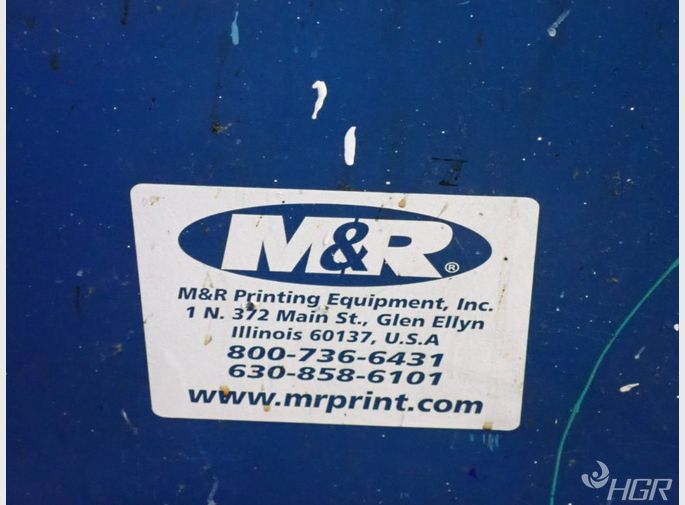 M&R®
M&R Printing Equipment, Inc.
1 N. 372 Main St., Glen Ellyn
Illinois 60137, U.S.A
800-736-6431
630-858-6101
www.mrprint.com
HGR